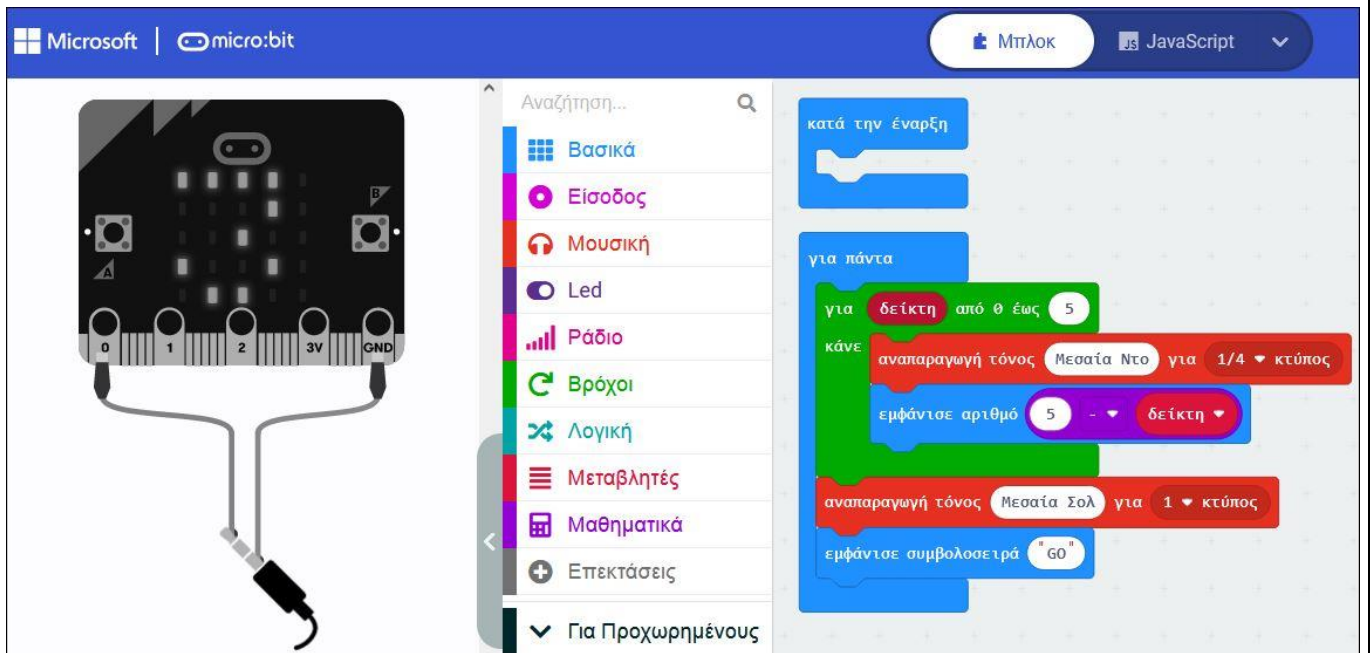 Microsoft micro:bit
Μπλοκ
JS JavaScript
B
A
0 1 2 3V GND
Αναζήτηση...
Βασικά
Είσοδος
Μουσική
Led
Ράδιο
Βρόχοι
Λογική
Μεταβλητές
Μαθηματικά
Επεκτάσεις
Για Προχωρημένους
κατά την έναρξη
για πάντα
για δείκτη από 0 έως 5
κάνε
αναπαραγωγή τόνος Μεσαία Ντο για 1/4 κτύπος
εμφάνισε αριθμό 5 - δείκτη
αναπαραγωγή τόνος Μεσαία Σολ για 1 κτύπος
εμφάνισε συμβολοσειρά "GO"